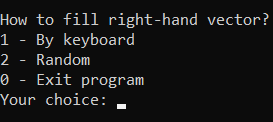 How to fill right-hand vector?
1 - By keyboard
2 - Random
0 - Exit program
Your choice: _